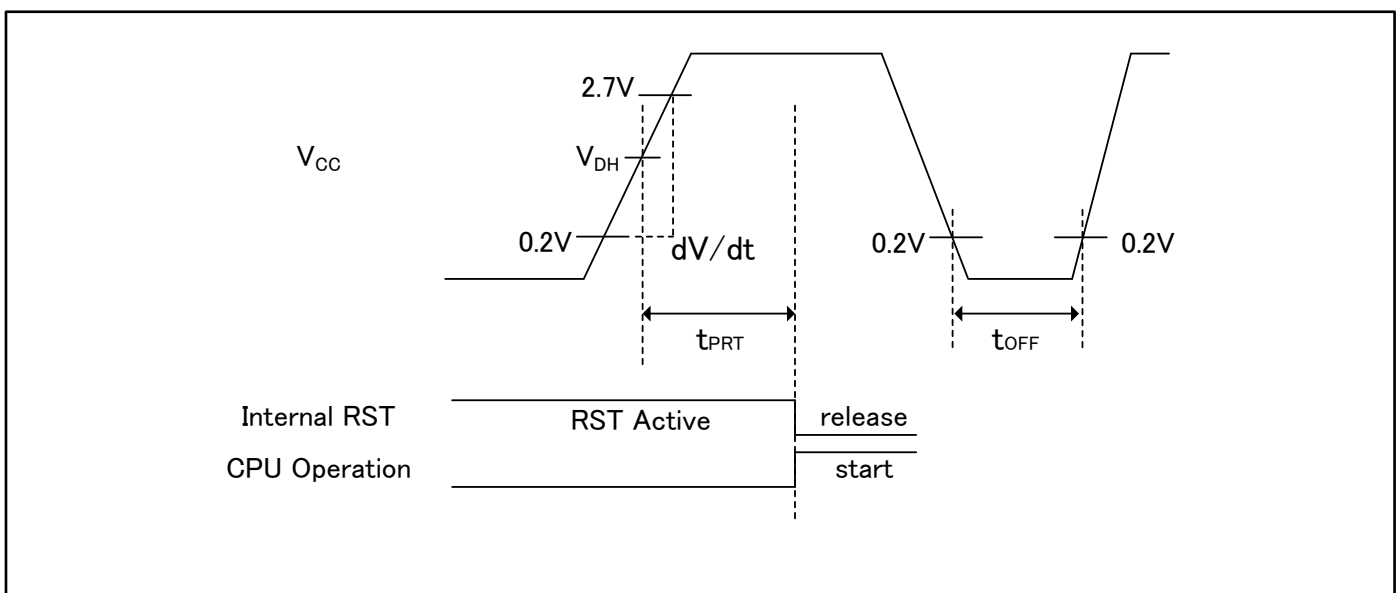 2.7V
VCC
VDH
0.2V
dV/dt
0.2V
0.2V
tPRT
tOFF
Internal RST
RST Active
release
CPU Operation
start